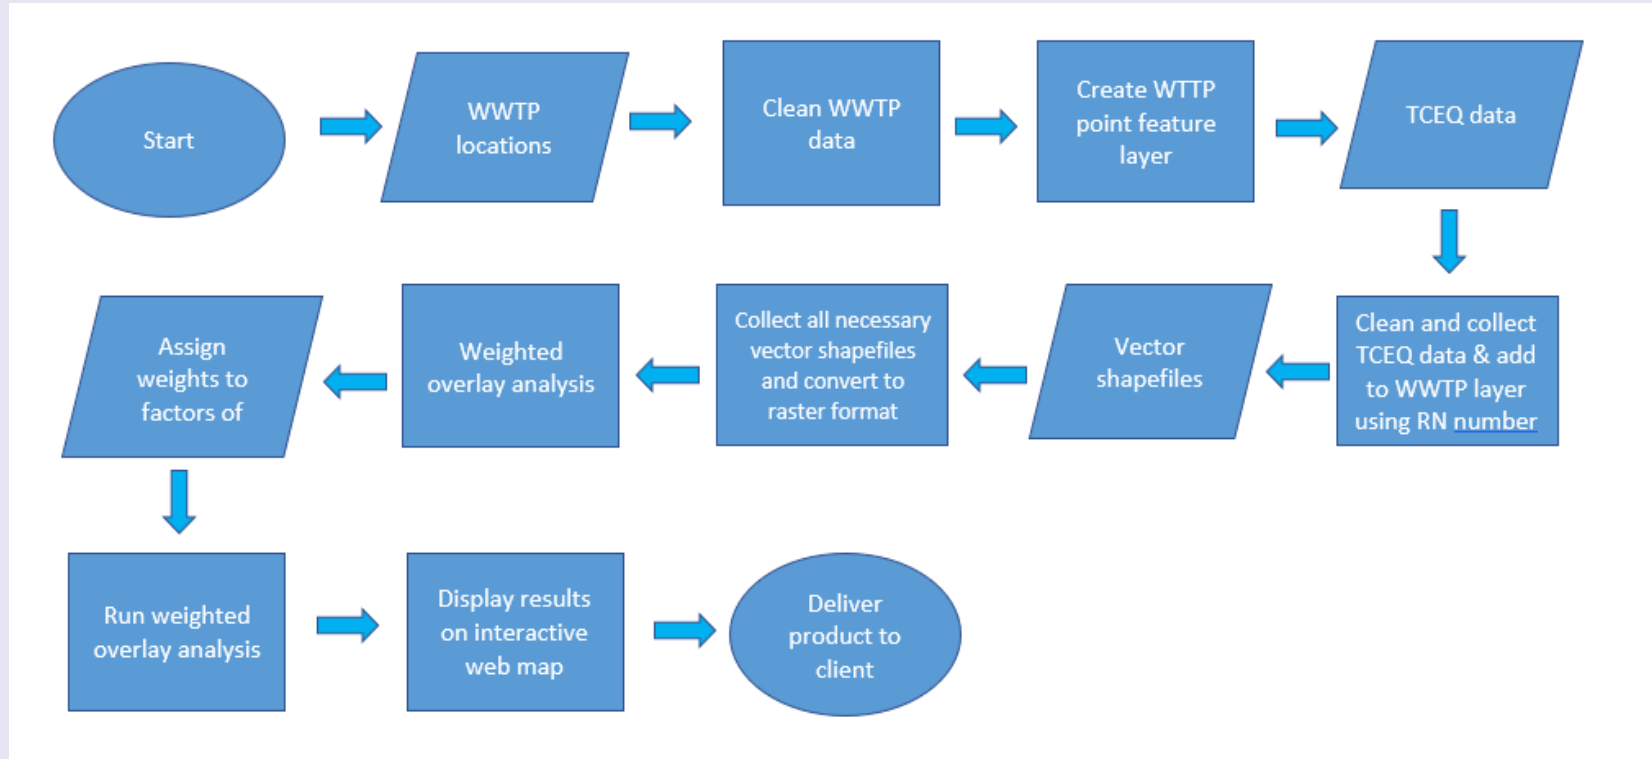 Start
WWTP
locations
Clean WWTP
data
Create WTTP
point feature
layer
TCEQ data
Clean and collect
TCEQ data & add
to WWTP layer
using RN number
Vector
shapefiles
Collect all necessary
vector shapefiles
and convert to
raster format
Weighted
overlay analysis
Assign
weights to
factors of
Run weighted
overlay analysis
Display results
on interactive
web map
Deliver
product to
client